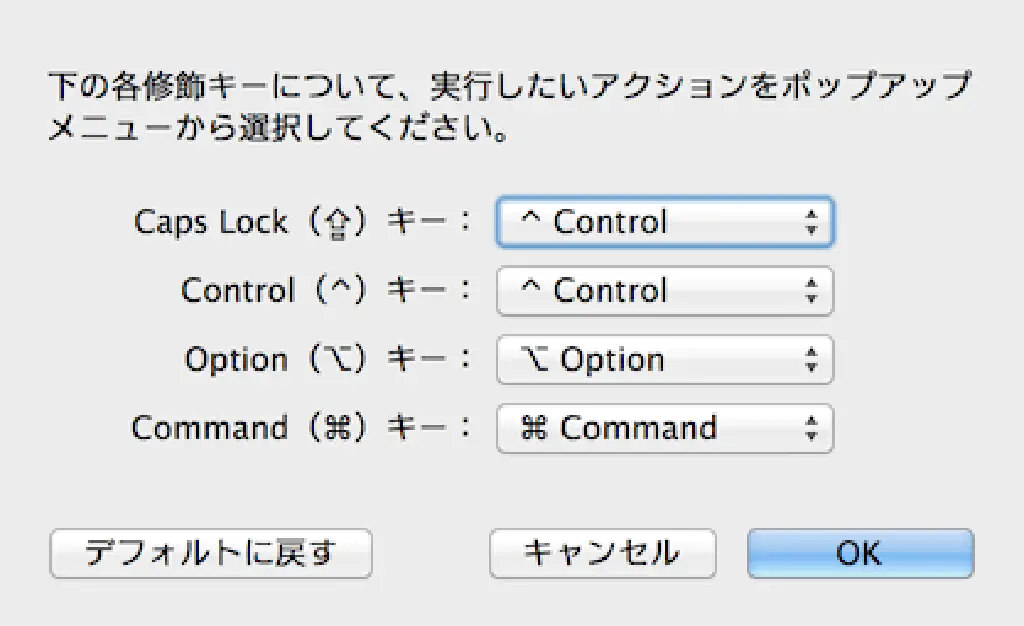 下の各修飾キーについて、実行したいアクションをポップアップ
メニューから選択してください。
Caps Lock（⇪）キー： ^ Control
Control（^）キー： ^ Control
Option（⌥）キー： ⌥ Option
Command（⌘）キー： ⌘ Command
デフォルトに戻す キャンセル OK